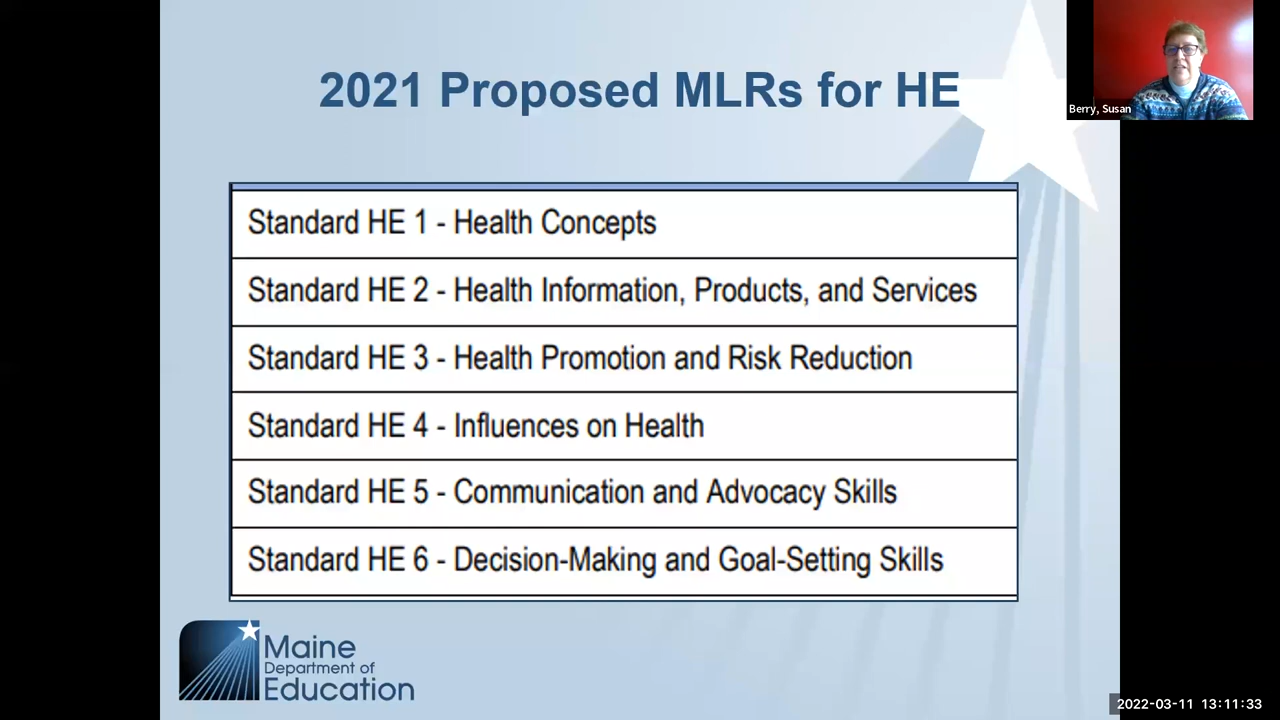 2021 Proposed MLRs for HE
Berry, Susan
Standard HE 1 - Health Concepts
Standard HE 2 - Health Information, Products, and Services
Standard HE 3 - Health Promotion and Risk Reduction
Standard HE 4 - Influences on Health
Standard HE 5 - Communication and Advocacy Skills
Standard HE 6 - Decision-Making and Goal-Setting Skills
Maine
Department of
Education
2022-03-11 13:11:33